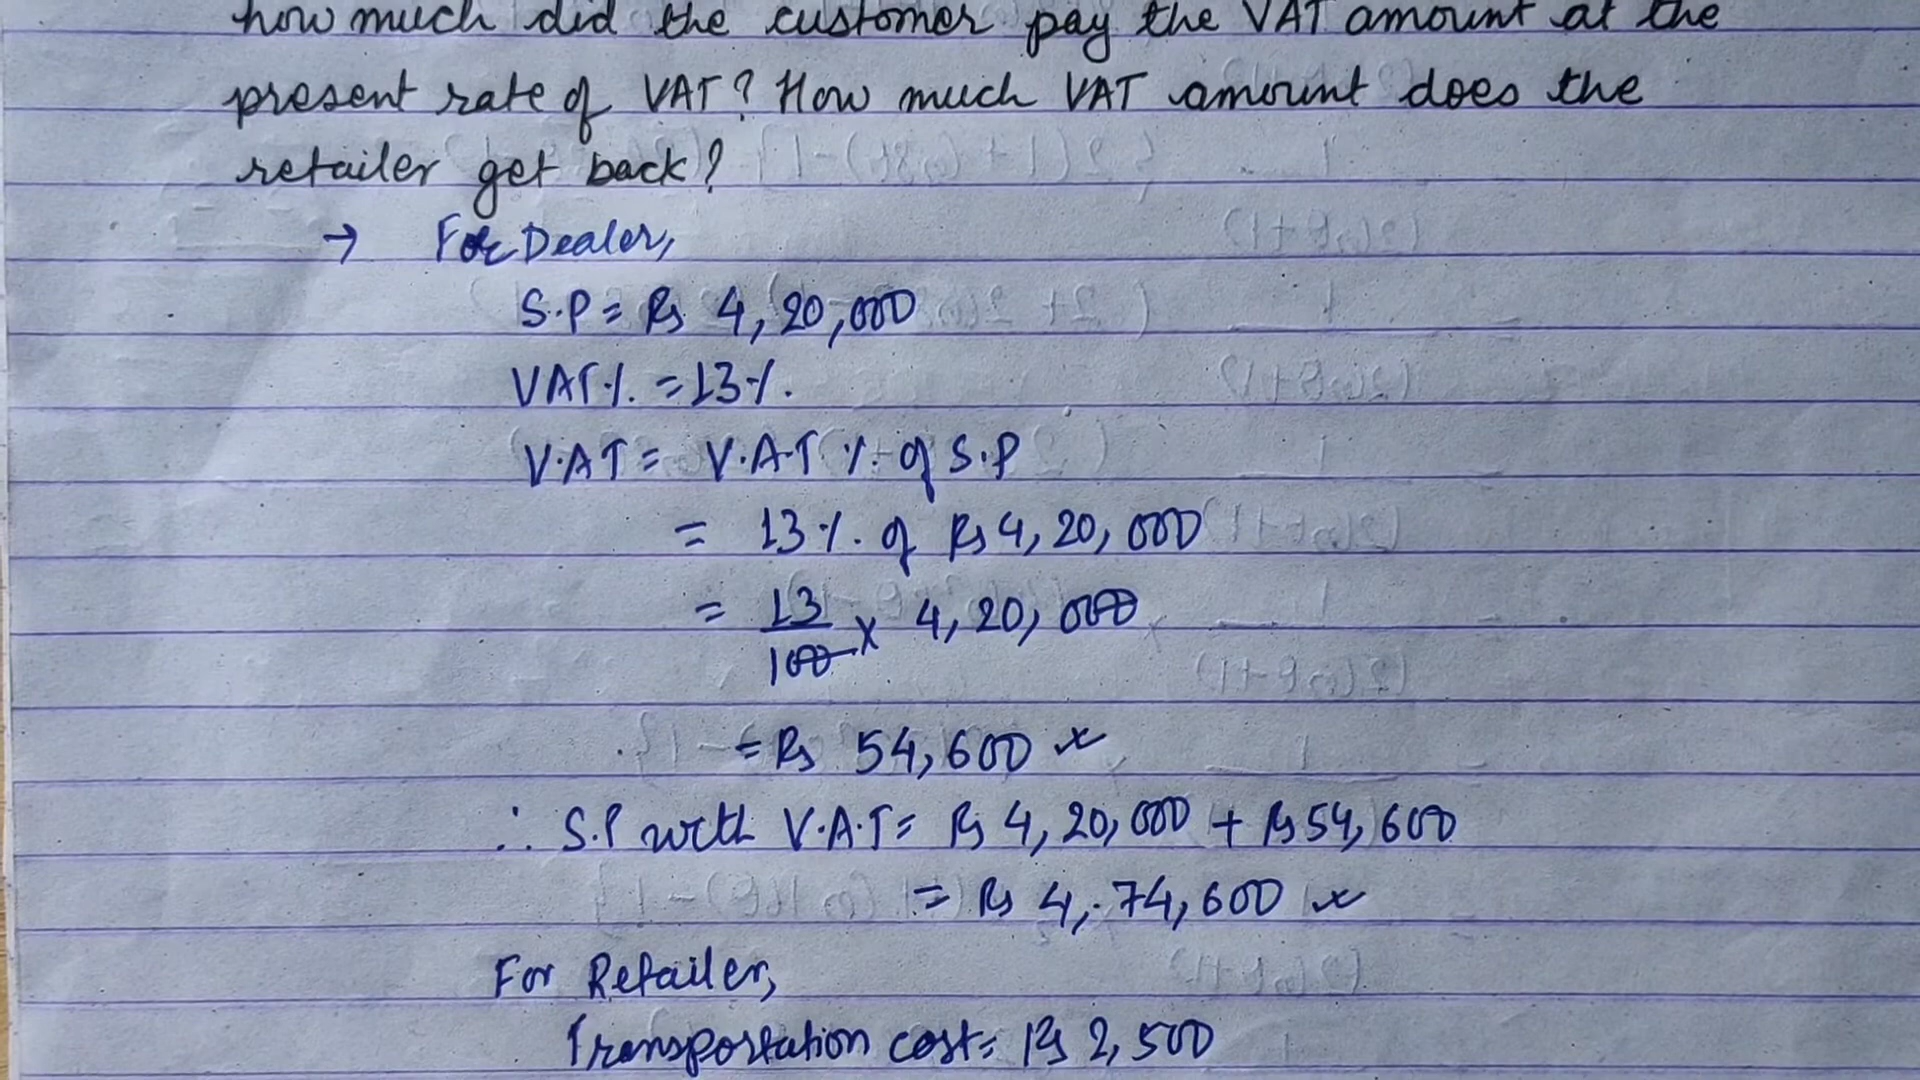 how much did the customer pay the VAT amount at the
present rate of VAT? How much VAT amount does the
retailer get back?
→ For Dealer,
S.P = Rs 4,20,000
VAT% = 13%.
V.AT = V.A.T % of S.P
= 13% of Rs 4,20,000
= 13/100 x 4,20,000
= Rs 54,600
∴ S.P with V.A.T = Rs 4,20,000 + Rs 54,600
= Rs 4,74,600
For Retailer,
Transportation cost = Rs 2,500